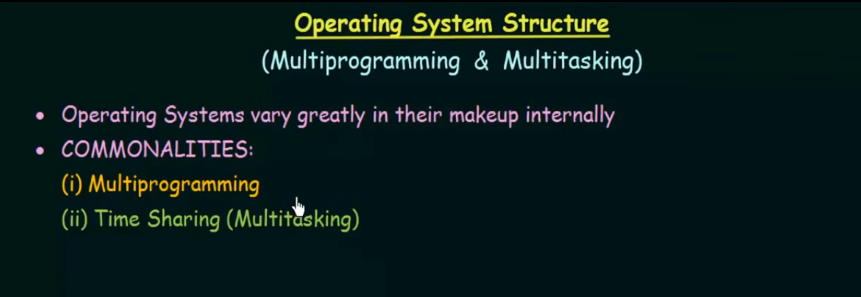 Operating System Structure
(Multiprogramming & Multitasking)
• Operating Systems vary greatly in their makeup internally
• COMMONALITIES:
(i) Multiprogramming
(ii) Time Sharing (Multitasking)